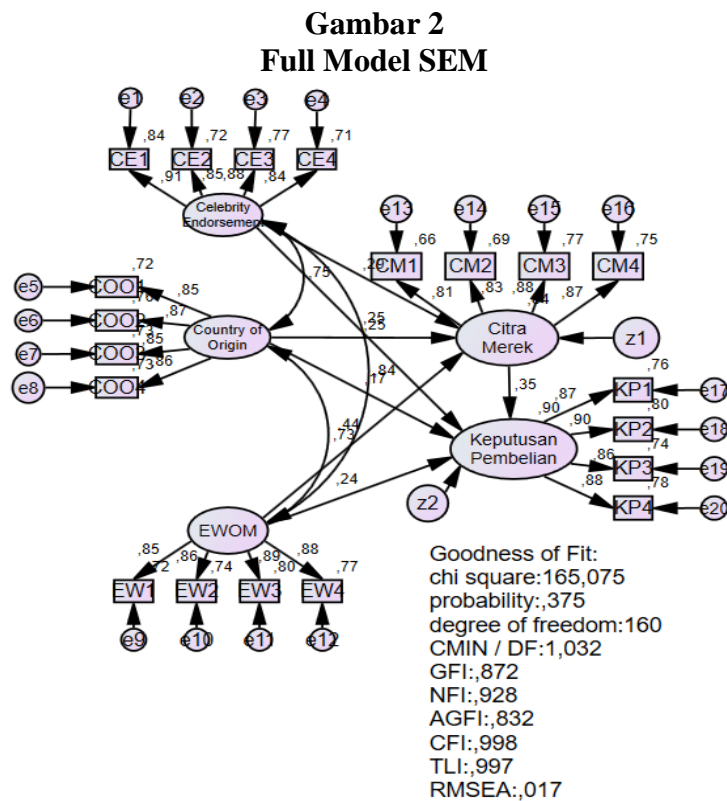 Gambar 2
Full Model SEM
e1
e2
e3
e4
,84
,72
,77
,71
CE1
CE2
CE3
CE4
,91
,85
,88
,84
Celebrity
Endorsement
e13
e14
e15
e16
,66
,69
,77
,75
CM1
CM2
CM3
CM4
,81
,83
,88
,87
Citra
Merek
z1
,72
e5
COO1
,85
e6
,87
,73
e7
,85
,73
e8
COO4
,86
Country of
Origin
,75
,25
,25
,17
,84
,35
,44
,73
,24
,76
KP1
e17
,87
,80
KP2
e18
,90
,90
,74
KP3
e19
,86
,78
KP4
e20
,88
Keputusan
Pembelian
z2
EWOM
,85
,86
,89
,88
,72
,74
,80
,77
EW1
EW2
EW3
EW4
e9
e10
e11
e12
Goodness of Fit:
chi square:165,075
probability:,375
degree of freedom:160
CMIN / DF:1,032
GFI:,872
NFI:,928
AGFI:,832
CFI:,998
TLI:,997
RMSEA:,017